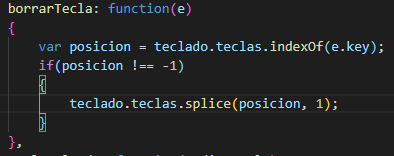 borrarTecla: function(e)
{
var posicion = teclado.teclas.indexOf(e.key);
if(posicion !== -1)
{
teclado.teclas.splice(posicion, 1);
}
},